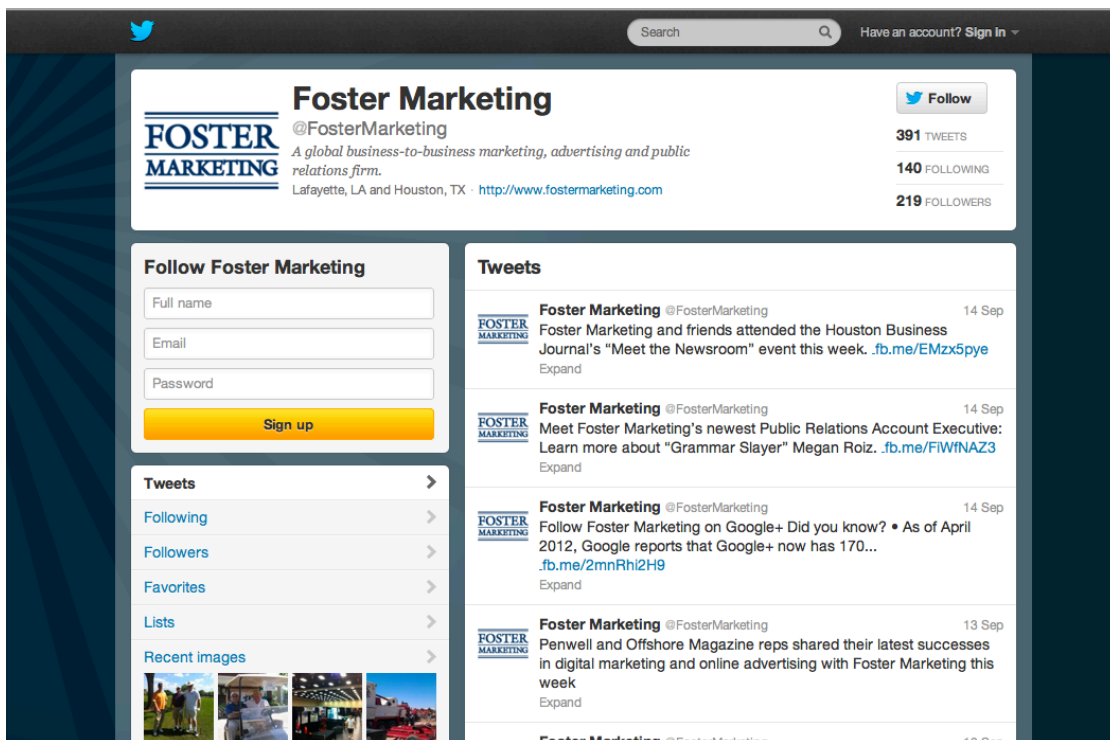 Search
Have an account? Sign in
FOSTER
MARKETING
Foster Marketing
@FosterMarketing
A global business-to-business marketing, advertising and public
relations firm.
Lafayette, LA and Houston, TX · http://www.fostermarketing.com
Follow
391 TWEETS
140 FOLLOWING
219 FOLLOWERS
Follow Foster Marketing
Full name
Email
Password
Sign up
Tweets
Following
Followers
Favorites
Lists
Recent images
Tweets
FOSTER
MARKETING
Foster Marketing @FosterMarketing 14 Sep
Foster Marketing and friends attended the Houston Business
Journal's “Meet the Newsroom” event this week. fb.me/EMzx5pye
Expand
FOSTER
MARKETING
Foster Marketing @FosterMarketing 14 Sep
Meet Foster Marketing's newest Public Relations Account Executive:
Learn more about “Grammar Slayer” Megan Roiz. fb.me/FiWfNAZ3
Expand
FOSTER
MARKETING
Foster Marketing @FosterMarketing 14 Sep
Follow Foster Marketing on Google+ Did you know? • As of April
2012, Google reports that Google+ now has 170...
fb.me/2mnRhi2H9
Expand
FOSTER
MARKETING
Foster Marketing @FosterMarketing 13 Sep
Penwell and Offshore Magazine reps shared their latest successes
in digital marketing and online advertising with Foster Marketing this
week
Expand